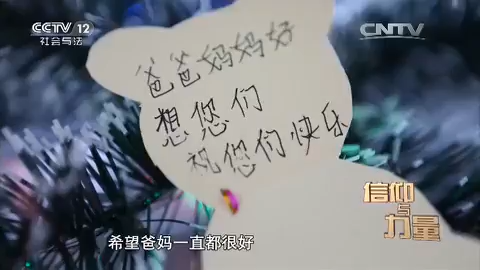 CCTV 12
社会与法
CNTV
爸爸妈妈好
想您们
祝您们快乐
信仰
与
力量
希望爸妈一直都很好